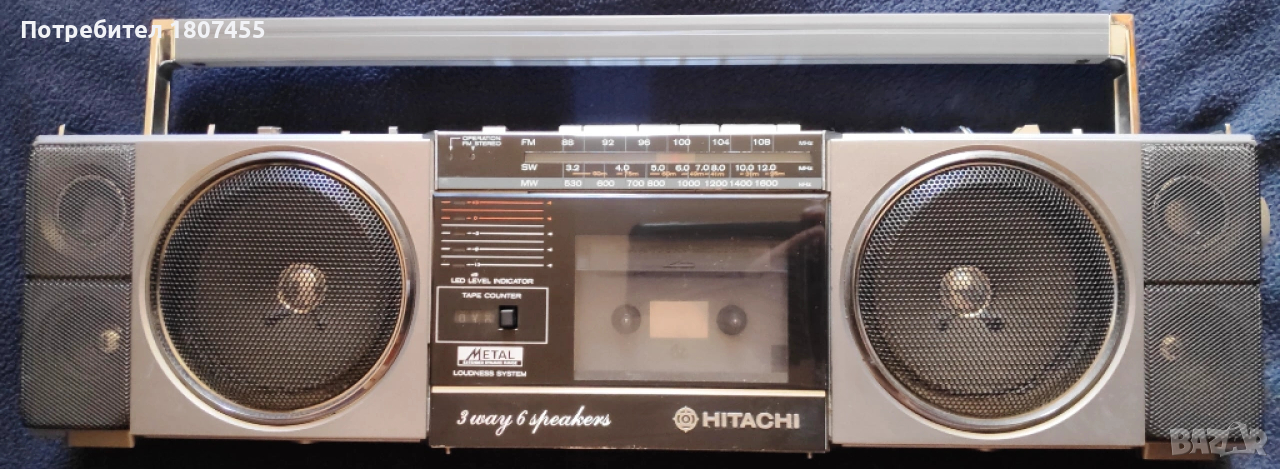 Потребител 1807455
OPERATION
FM STEREO
FM 88 92 96 100 104 108 MHz
SW 3.2 4.0 5.0 6.0 7.0 8.0 10.0 12.0 MHz
MW 530 600 700 800 1000 1200 1400 1600 kHz
LED LEVEL INDICATOR
TAPE COUNTER
METAL
LOUDNESS SYSTEM
3 way 6 speakers
HITACHI
BAZAR